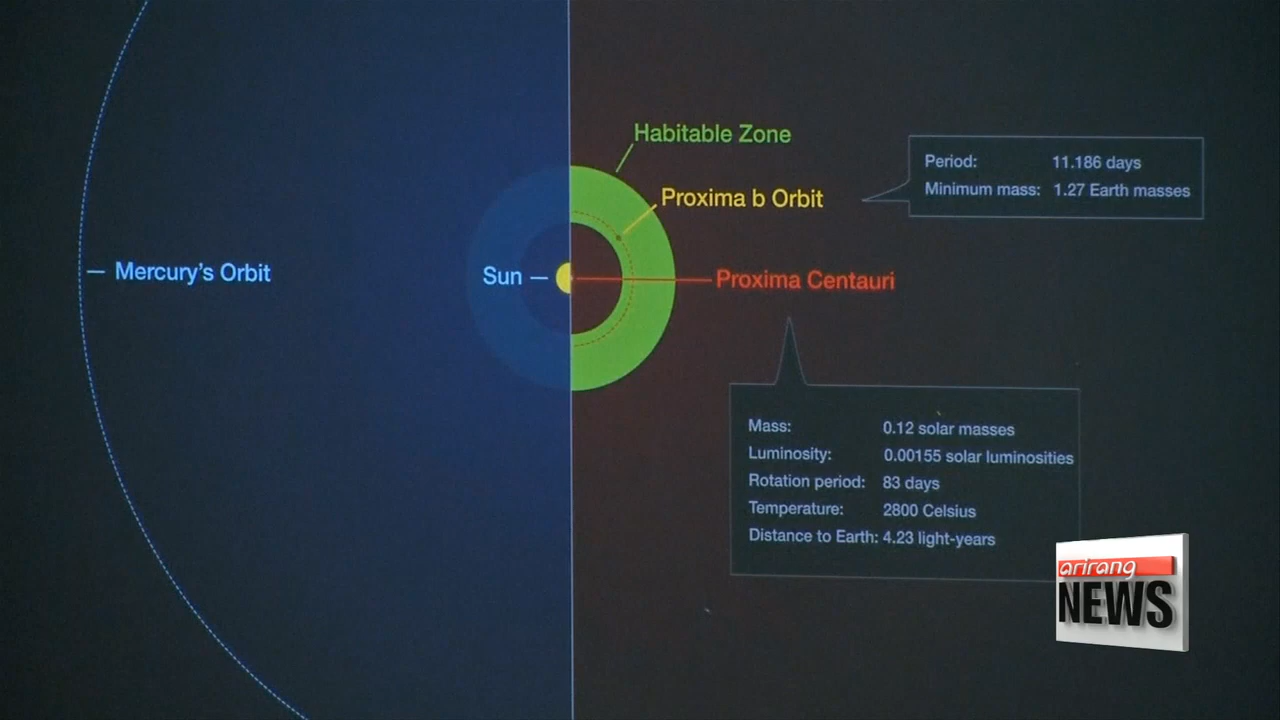 Habitable Zone
Proxima b Orbit
Period: 11.186 days
Minimum mass: 1.27 Earth masses
Mercury's Orbit
Sun
Proxima Centauri
Mass: 0.12 solar masses
Luminosity: 0.00155 solar luminosities
Rotation period: 83 days
Temperature: 2800 Celsius
Distance to Earth: 4.23 light-years
arirang
NEWS